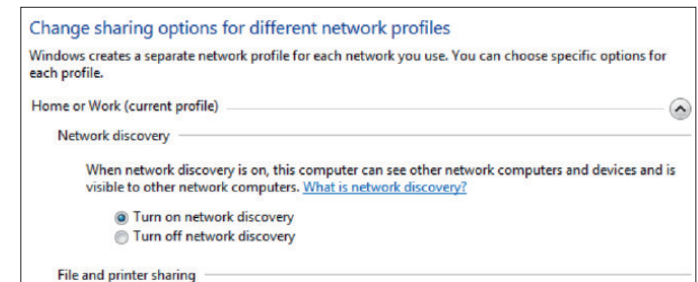 Change sharing options for different network profiles
Windows creates a separate network profile for each network you use. You can choose specific options for
each profile.
Home or Work (current profile)
Network discovery
When network discovery is on, this computer can see other network computers and devices and is
visible to other network computers. What is network discovery?
Turn on network discovery
Turn off network discovery
File and printer sharing